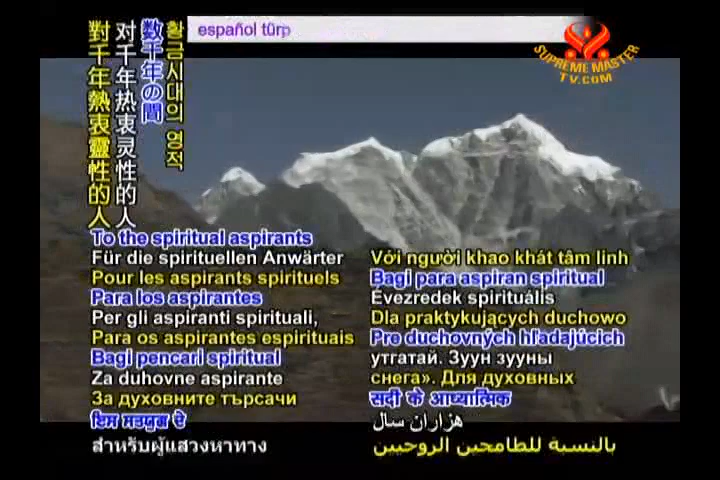 español türp
SUPREME MASTER
TV.COM
황금시대의 영적
数千年の間
对千年热衷灵性的人
對千年熱衷靈性的人
To the spiritual aspirants
Für die spirituellen Anwärter
Pour les aspirants spirituels
Para los aspirantes
Per gli aspiranti spirituali,
Para os aspirantes espirituais
Bagi pencari spiritual
Za duhovne aspirante
За духовните търсачи
ਇਸ ਸਤਯੁਗ ਦੇ
สำหรับผู้แสวงหาทาง
Với người khao khát tâm linh
Bagi para aspiran spiritual
Évezredek spirituális
Dla praktykujących duchowo
Pre duchovných hľadajúcich
утгатай. Зуун зууны
снега». Для духовных
सदी के आध्यात्मिक
هزاران سال
بالنسبة للطامحين الروحيين